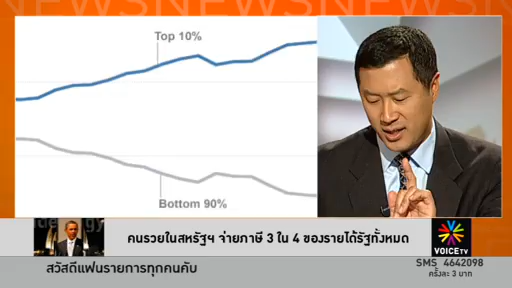 NEWSNEWSNEWSNEWS
Top 10%
Bottom 90%
คนรวยในสหรัฐฯ จ่ายภาษี 3 ใน 4 ของรายได้รัฐทั้งหมด
VOICETV
สวัสดีแฟนรายการทุกคนคับ
SMS 4642098
ครั้งละ 3 บาท